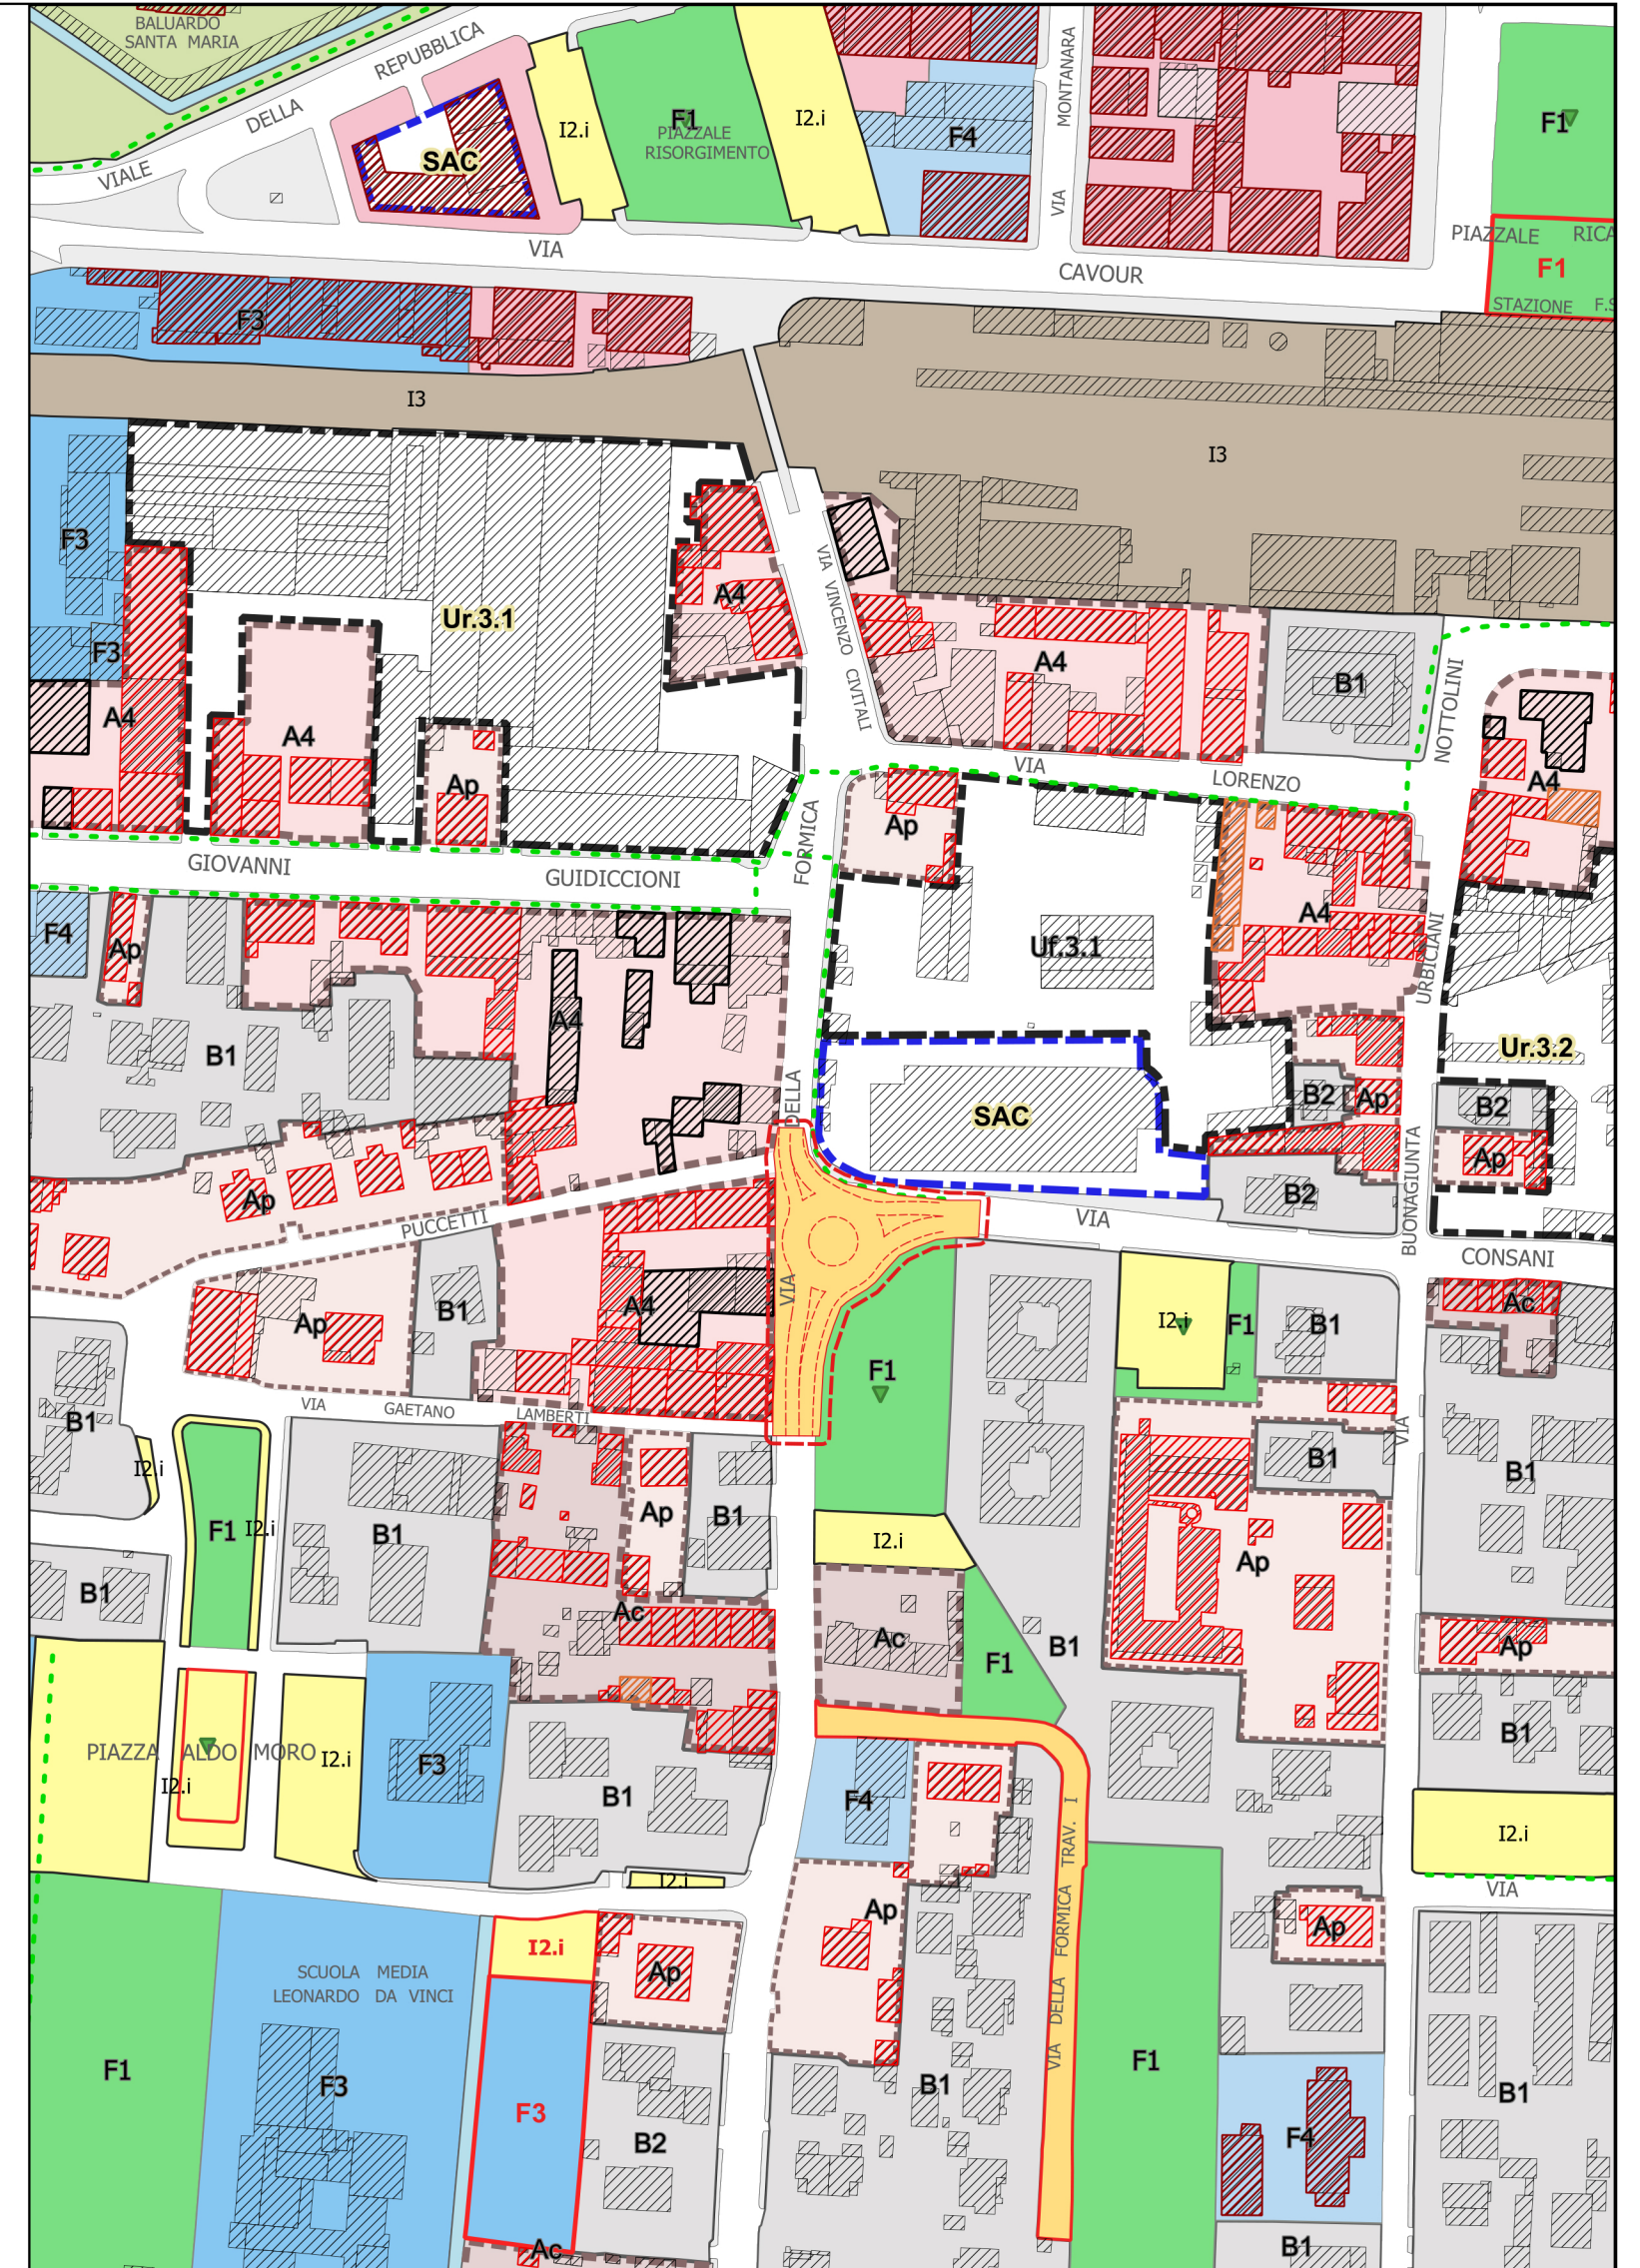 BALUARDO
SANTA MARIA
VIALE DELLA REPUBBLICA
SAC
I2.i
F1
PIAZZALE
RISORGIMENTO
I2.i
F4
VIA MONTANARA
F1
PIAZZALE RICA
F1
STAZIONE F.S
VIA CAVOUR
F3
I3
I3
F3
F3
A4
Ur.3.1
A4
A4
Ap
VIA VINCENZO CIVITALI
A4
B1
NOTTOLINI
A4
VIA LORENZO
Ap
GIOVANNI GUIDICCIONI
FORMICA
F4
Ap
A4
B1
Uf.3.1
A4
URBICIANI
Ur.3.2
B2
Ap
B2
Ap
SAC
DELLA
Ap
PUCCETTI
B2
BUONAGIUNTA
VIA CONSANI
VIA
Ap
B1
A4
F1
I2.i
F1
B1
Ac
B1
VIA GAETANO LAMBERTI
I2.i
F1
I2.i
B1
Ap
B1
I2.i
VIA
B1
B1
Ap
B1
Ac
Ac
F1
B1
Ap
PIAZZA ALDO MORO
I2.i
I2.i
F3
B1
F4
B1
I2.i
I2.i
VIA
Ap
Ap
I2.i
Ap
SCUOLA MEDIA
LEONARDO DA VINCI
VIA DELLA FORMICA TRAV. I
F1
F3
F3
B2
B1
F1
F4
B1
Ac
B1